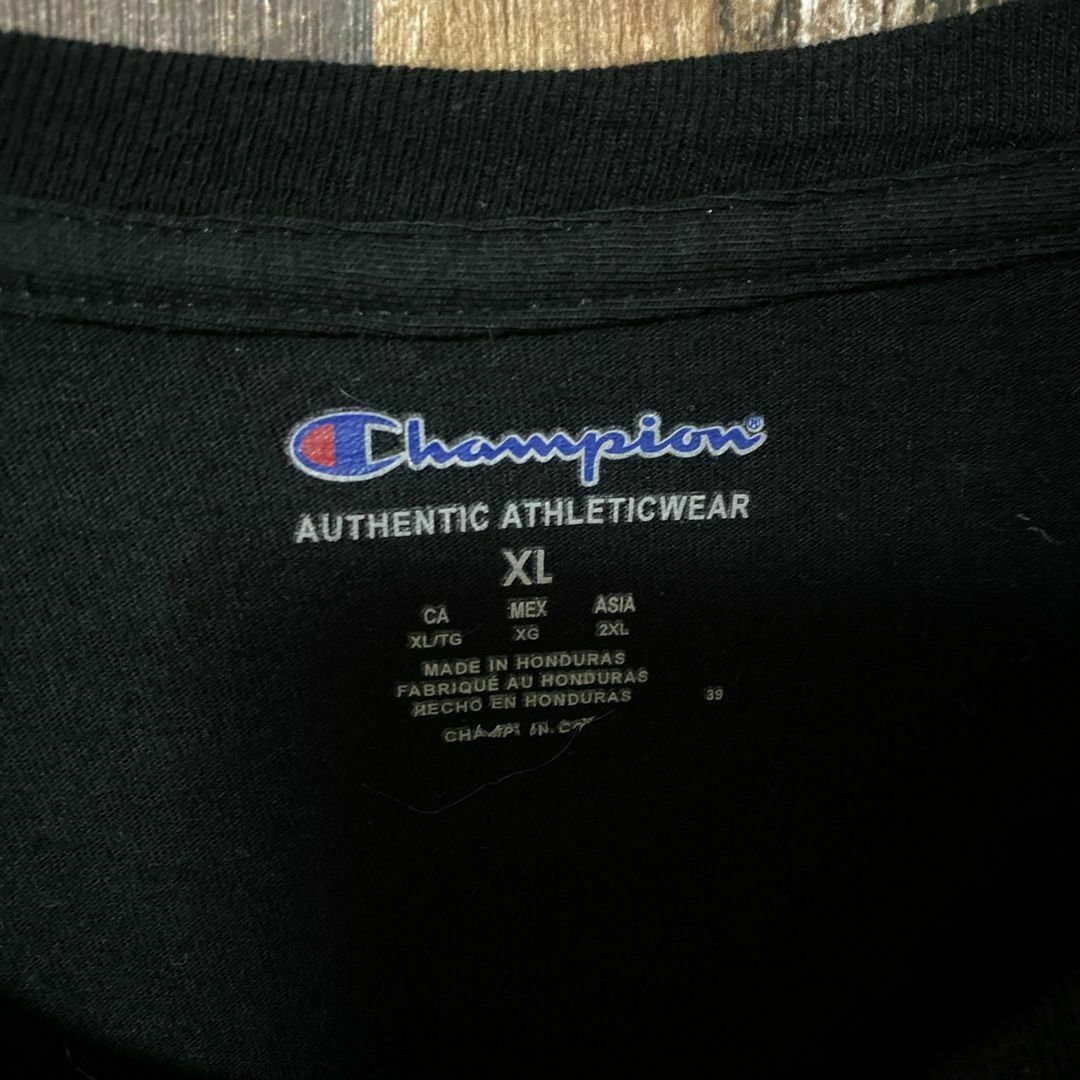 Champion®
AUTHENTIC ATHLETICWEAR
XL
CA MEX ASIA
XL/TG XG 2XL
MADE IN HONDURAS
FABRIQUÉ AU HONDURAS
HECHO EN HONDURAS 39